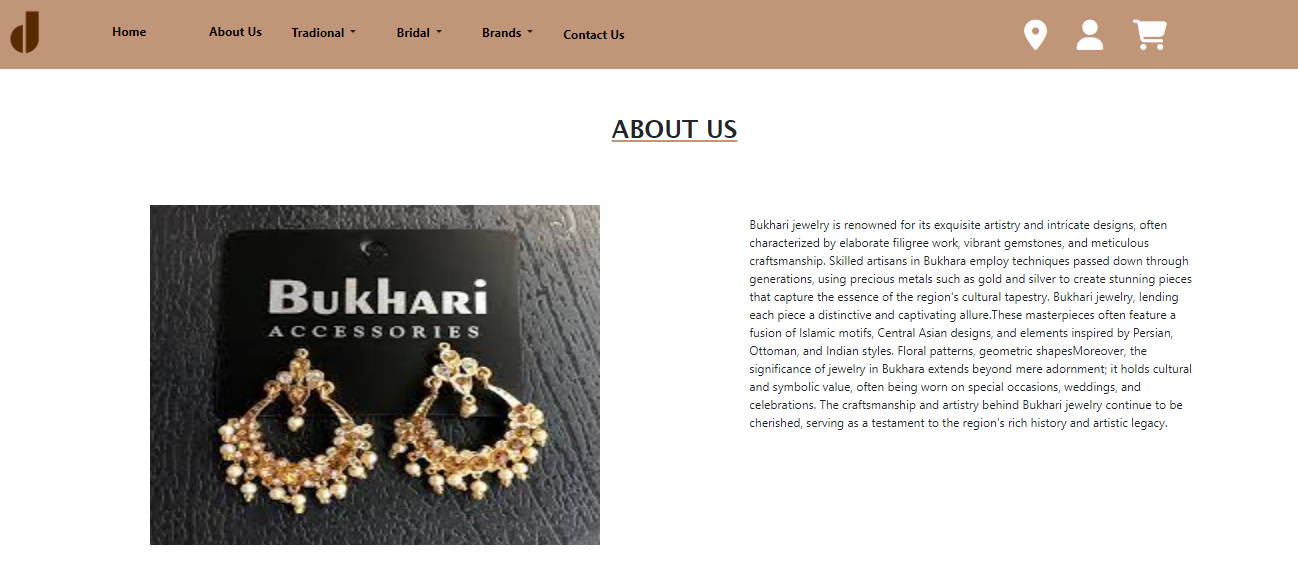 Home
About Us
Tradional
Bridal
Brands
Contact Us
ABOUT US
BUKHARI
ACCESSORIES
Bukhari jewelry is renowned for its exquisite artistry and intricate designs, often
characterized by elaborate filigree work, vibrant gemstones, and meticulous
craftsmanship. Skilled artisans in Bukhara employ techniques passed down through
generations, using precious metals such as gold and silver to create stunning pieces
that capture the essence of the region's cultural tapestry. Bukhari jewelry, lending
each piece a distinctive and captivating allure.These masterpieces often feature a
fusion of Islamic motifs, Central Asian designs, and elements inspired by Persian,
Ottoman, and Indian styles. Floral patterns, geometric shapesMoreover, the
significance of jewelry in Bukhara extends beyond mere adornment; it holds cultural
and symbolic value, often being worn on special occasions, weddings, and
celebrations. The craftsmanship and artistry behind Bukhari jewelry continue to be
cherished, serving as a testament to the region's rich history and artistic legacy.